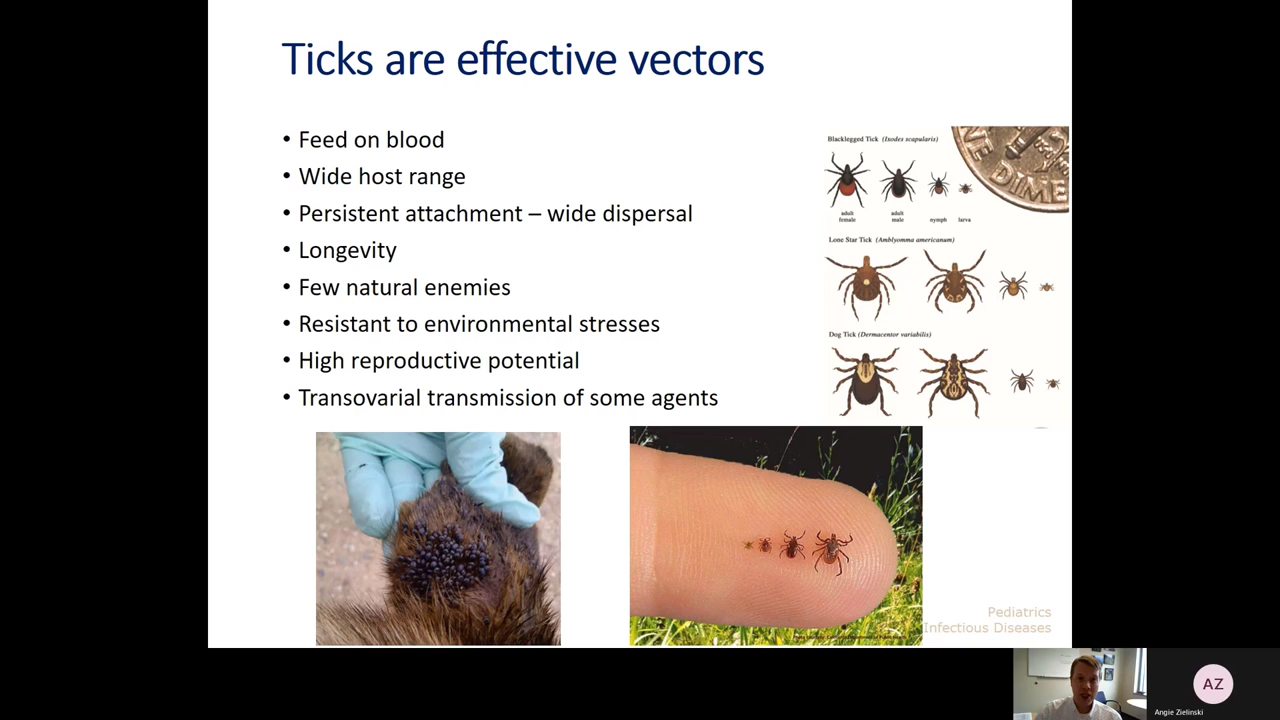 Ticks are effective vectors
• Feed on blood
• Wide host range
• Persistent attachment – wide dispersal
• Longevity
• Few natural enemies
• Resistant to environmental stresses
• High reproductive potential
• Transovarial transmission of some agents
Blacklegged Tick (Ixodes scapularis)
adult female
adult male
nymph
larva
NE DIME
Lone Star Tick (Amblyomma americanum)
Dog Tick (Dermacentor variabilis)
Pediatrics
Infectious Diseases
AZ
Angie Zielinski